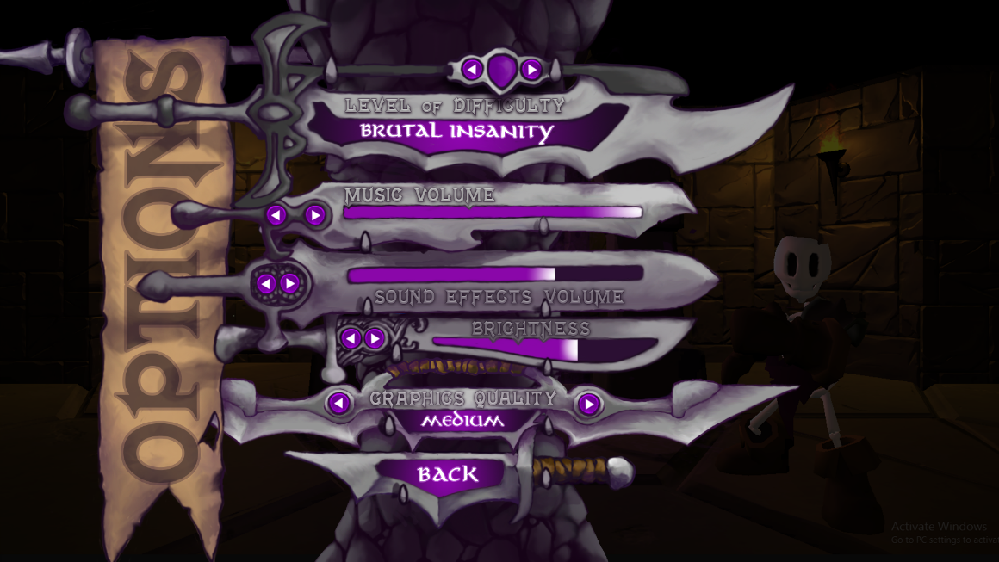 OPTIONS
LEVEL OF DIFFICULTY
BRUTAL INSANITY
MUSIC VOLUME
SOUND EFFECTS VOLUME
BRIGHTNESS
GRAPHICS QUALITY
MEDIUM
BACK
Activate Windows
Go to PC settings to activa